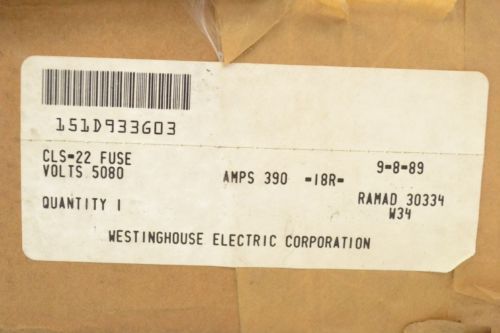 151D933G03
CLS-22 FUSE
VOLTS 5080
AMPS 390 -18R-
9-8-89
QUANTITY 1
RAMAD 30334
W34
WESTINGHOUSE ELECTRIC CORPORATION